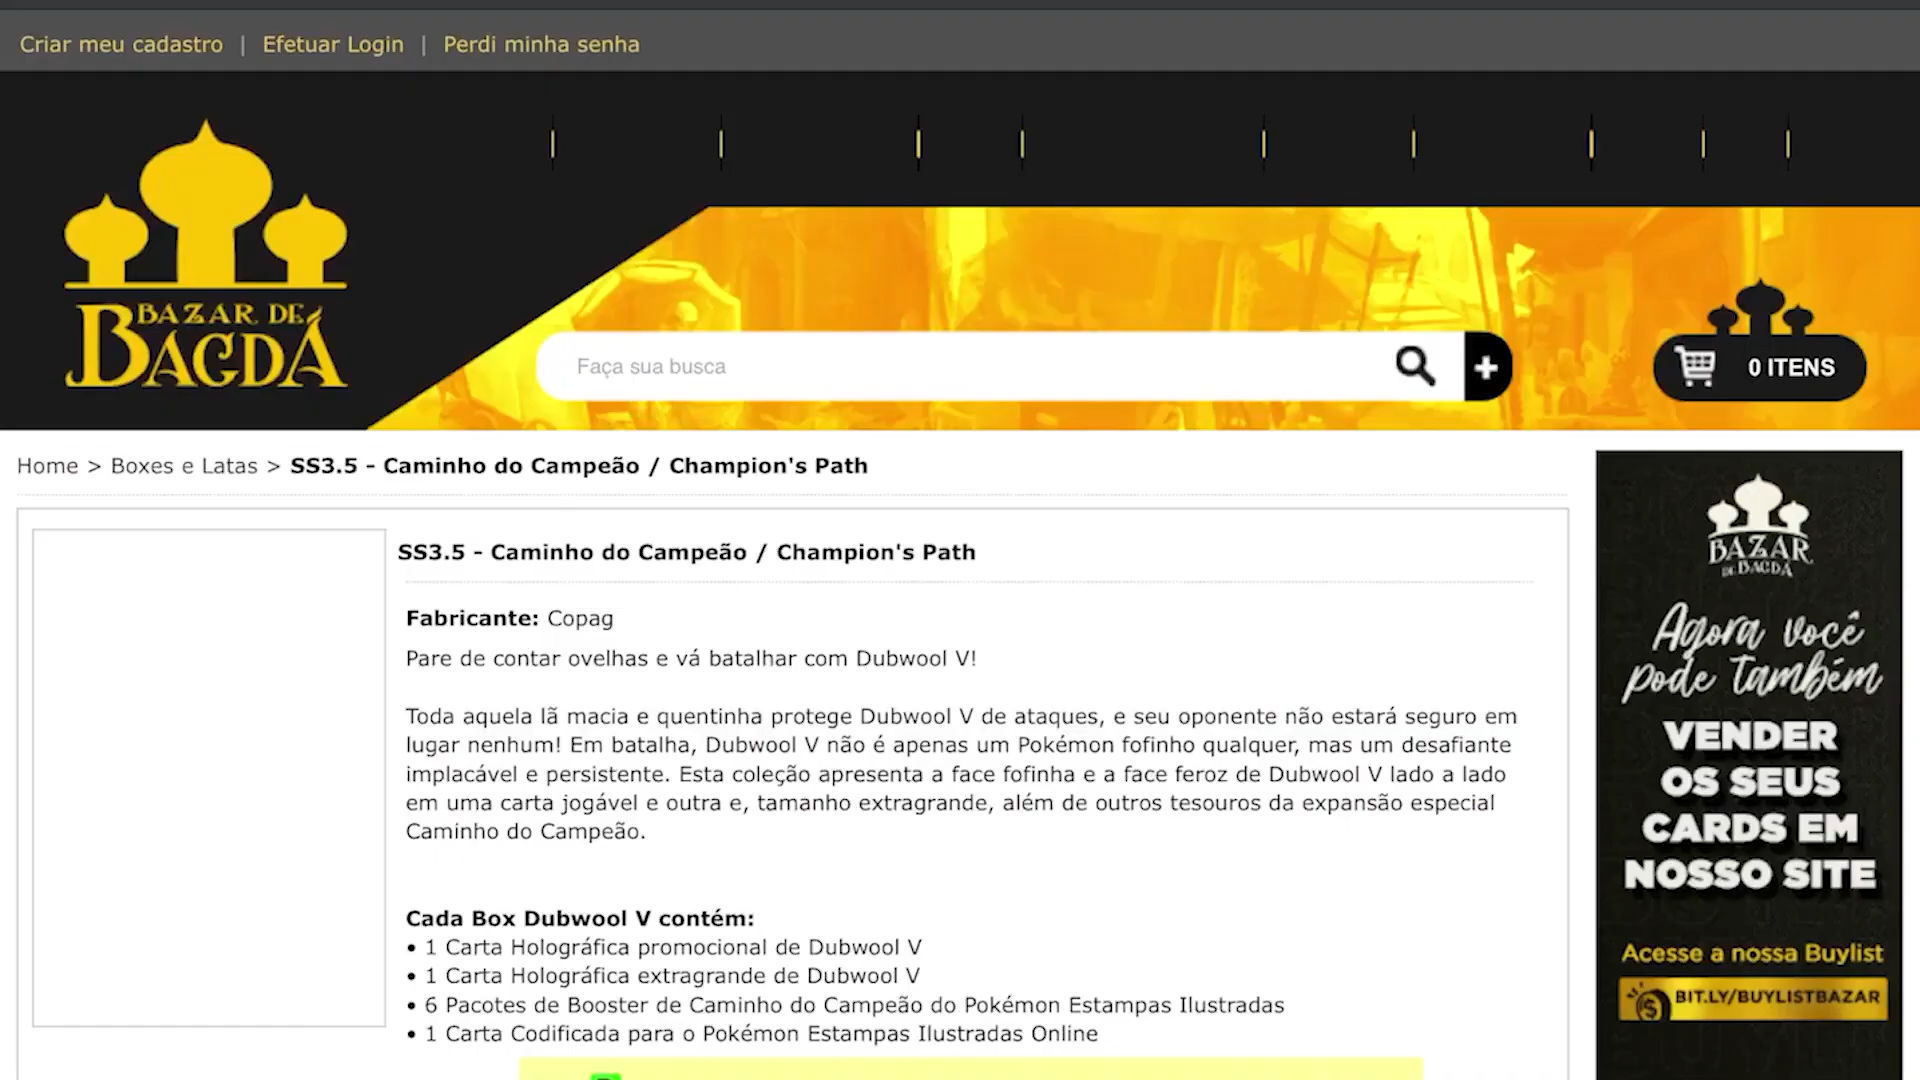 Criar meu cadastro | Efetuar Login | Perdi minha senha
BAZAR DE
BAGDÁ
Faça sua busca
0 ITENS
Home > Boxes e Latas > SS3.5 - Caminho do Campeão / Champion's Path
SS3.5 - Caminho do Campeão / Champion's Path
Fabricante: Copag
Pare de contar ovelhas e vá batalhar com Dubwool V!
Toda aquela lã macia e quentinha protege Dubwool V de ataques, e seu oponente não estará seguro em
lugar nenhum! Em batalha, Dubwool V não é apenas um Pokémon fofinho qualquer, mas um desafiante
implacável e persistente. Esta coleção apresenta a face fofinha e a face feroz de Dubwool V lado a lado
em uma carta jogável e outra e, tamanho extragrande, além de outros tesouros da expansão especial
Caminho do Campeão.
Cada Box Dubwool V contém:
• 1 Carta Holográfica promocional de Dubwool V
• 1 Carta Holográfica extragrande de Dubwool V
• 6 Pacotes de Booster de Caminho do Campeão do Pokémon Estampas Ilustradas
• 1 Carta Codificada para o Pokémon Estampas Ilustradas Online
BAZAR
DE BAGDÁ
Agora você
pode também
VENDER
OS SEUS
CARDS EM
NOSSO SITE
Acesse a nossa Buylist
BIT.LY/BUYLISTBAZAR